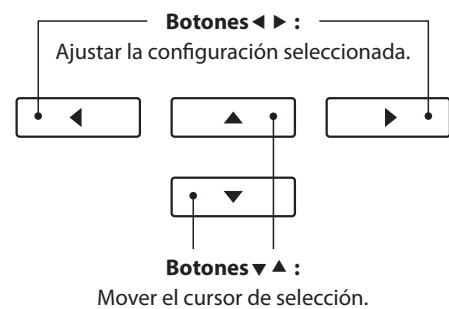 Botones◀ ▶ :
Ajustar la configuración seleccionada.
◀ ▲ ▶
▼
Botones▼ ▲ :
Mover el cursor de selección.